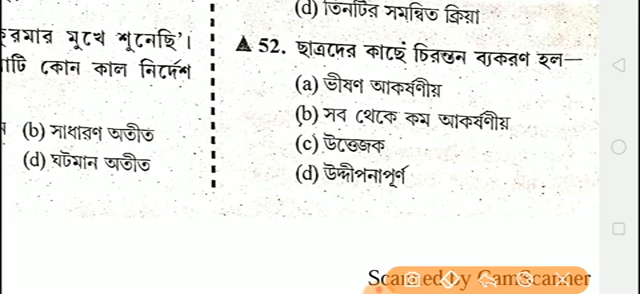 (d) তিনটির সমন্বিত ক্রিয়া
মুখে শুনেছি'।
কোন কাল নির্দেশ
(b) সাধারণ অতীত
(d) ঘটমান অতীত
▲ 52. ছাত্রদের কাছে চিরন্তন ব্যকরণ হল—
(a) ভীষণ আকর্ষণীয়
(b) সব থেকে কম আকর্ষণীয়
(c) উত্তেজক
(d) উদ্দীপনাপূর্ণ
Scanned by CamScanner